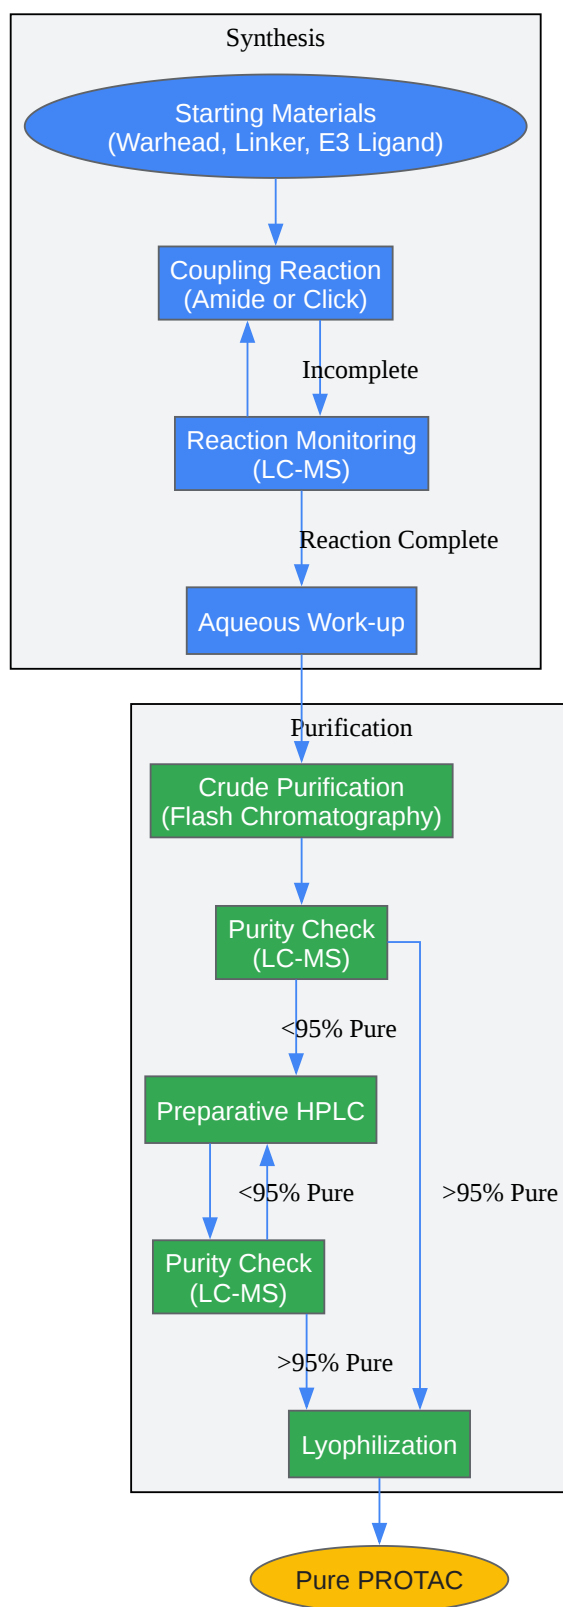 Synthesis
Starting Materials
(Warhead, Linker, E3 Ligand)
Coupling Reaction
(Amide or Click)
Incomplete
Reaction Monitoring
(LC-MS)
Reaction Complete
Aqueous Work-up
Purification
Crude Purification
(Flash Chromatography)
Purity Check
(LC-MS)
<95% Pure
Preparative HPLC
<95% Pure
>95% Pure
Purity Check
(LC-MS)
>95% Pure
Lyophilization
Pure PROTAC